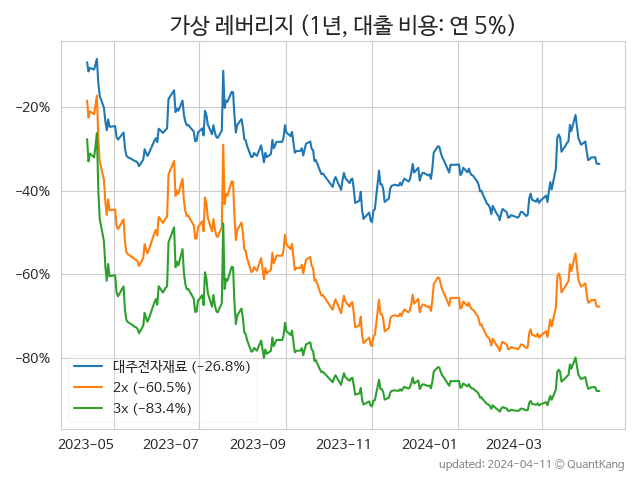 가상 레버리지 (1년, 대출 비용: 연 5%)
−20%
−40%
−60%
−80%
대주전자재료 (−26.8%)
2x (−60.5%)
3x (−83.4%)
2023-05 2023-07 2023-09 2023-11 2024-01 2024-03
updated: 2024-04-11 © QuantKang